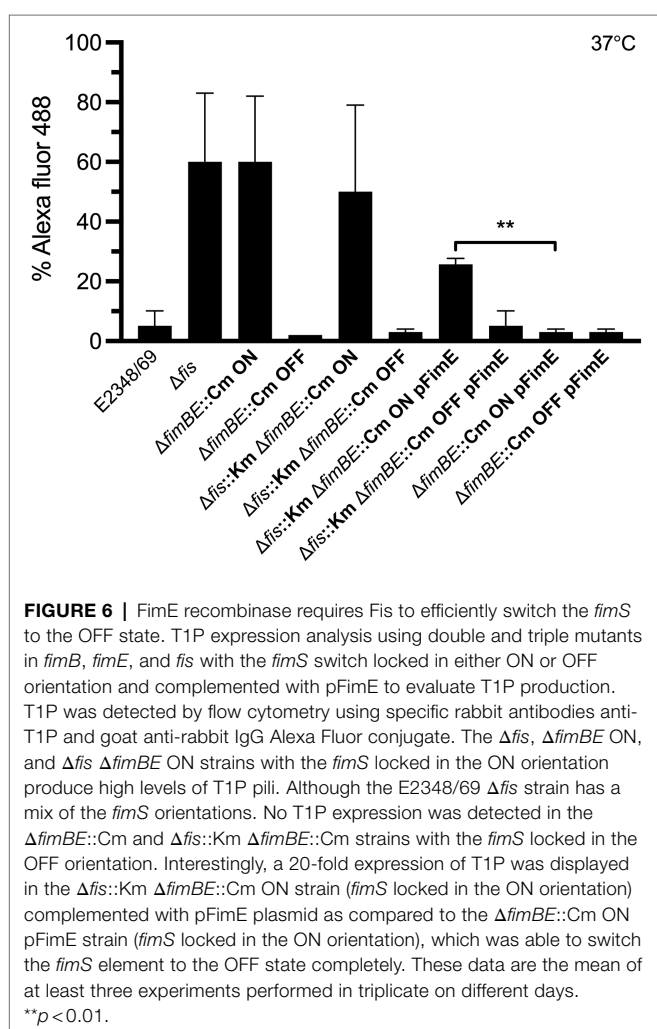 37°C
% Alexa fluor 488
100
80
60
40
20
0
**
E2348/69
Δfis
ΔfimBE::Cm ON
ΔfimBE::Cm OFF
Δfis::Km ΔfimBE::Cm ON
Δfis::Km ΔfimBE::Cm OFF
Δfis::Km ΔfimBE::Cm ON pFimE
Δfis::Km ΔfimBE::Cm OFF pFimE
ΔfimBE::Cm ON pFimE
ΔfimBE::Cm OFF pFimE
FIGURE 6 | FimE recombinase requires Fis to efficiently switch the fimS
to the OFF state. T1P expression analysis using double and triple mutants
in fimB, fimE, and fis with the fimS switch locked in either ON or OFF
orientation and complemented with pFimE to evaluate T1P production.
T1P was detected by flow cytometry using specific rabbit antibodies anti-
T1P and goat anti-rabbit IgG Alexa Fluor conjugate. The Δfis, ΔfimBE ON,
and Δfis ΔfimBE ON strains with the fimS locked in the ON orientation
produce high levels of T1P pili. Although the E2348/69 Δfis strain has a
mix of the fimS orientations. No T1P expression was detected in the
ΔfimBE::Cm and Δfis::Km ΔfimBE::Cm strains with the fimS locked in the
OFF orientation. Interestingly, a 20-fold expression of T1P was displayed
in the Δfis::Km ΔfimBE::Cm ON strain (fimS locked in the ON orientation)
complemented with pFimE plasmid as compared to the ΔfimBE::Cm ON
pFimE strain (fimS locked in the ON orientation), which was able to switch
the fimS element to the OFF state completely. These data are the mean of
at least three experiments performed in triplicate on different days.
**p < 0.01.